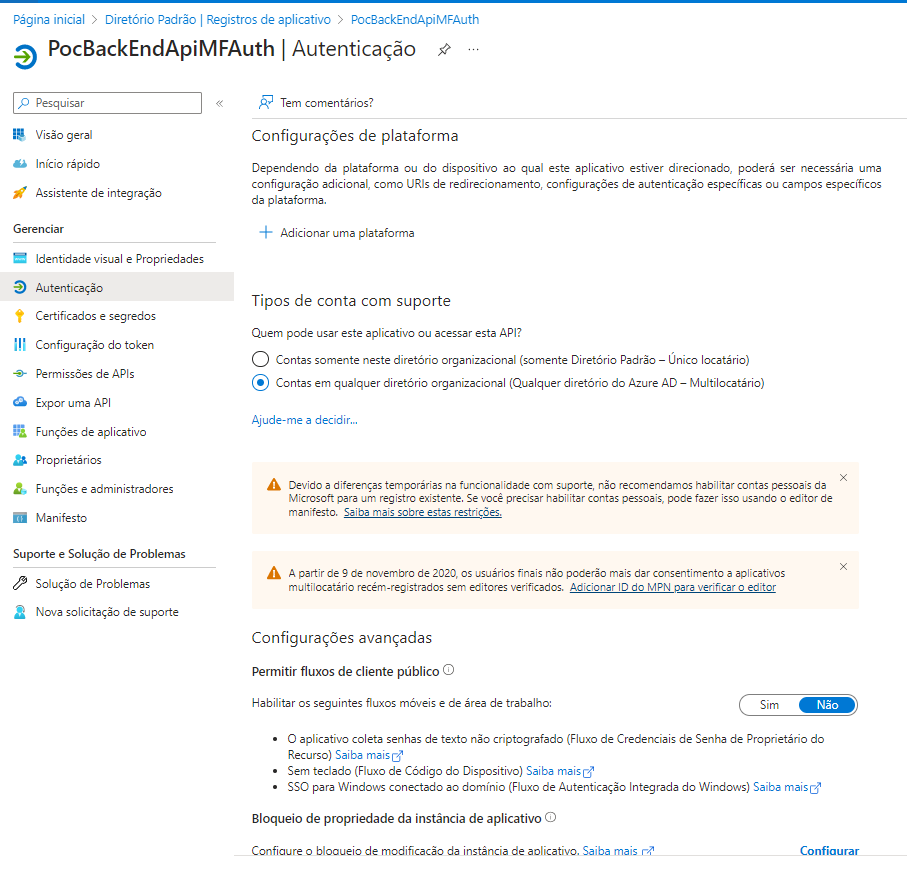 Página inicial > Diretório Padrão | Registros de aplicativo > PocBackEndApiMFAuth
PocBackEndApiMFAuth | Autenticação ...
Pesquisar «
Visão geral
Início rápido
Assistente de integração
Gerenciar
Identidade visual e Propriedades
Autenticação
Certificados e segredos
Configuração do token
Permissões de APIs
Expor uma API
Funções de aplicativo
Proprietários
Funções e administradores
Manifesto
Suporte e Solução de Problemas
Solução de Problemas
Nova solicitação de suporte
Tem comentários?
Configurações de plataforma
Dependendo da plataforma ou do dispositivo ao qual este aplicativo estiver direcionado, poderá ser necessária uma
configuração adicional, como URIs de redirecionamento, configurações de autenticação específicas ou campos específicos
da plataforma.
Adicionar uma plataforma
Tipos de conta com suporte
Quem pode usar este aplicativo ou acessar esta API?
Contas somente neste diretório organizacional (somente Diretório Padrão – Único locatário)
Contas em qualquer diretório organizacional (Qualquer diretório do Azure AD – Multilocatário)
Ajude-me a decidir...
Devido a diferenças temporárias na funcionalidade com suporte, não recomendamos habilitar contas pessoais da
Microsoft para um registro existente. Se você precisar habilitar contas pessoais, pode fazer isso usando o editor de
manifesto. Saiba mais sobre estas restrições.
A partir de 9 de novembro de 2020, os usuários finais não poderão mais dar consentimento a aplicativos
multilocatário recém-registrados sem editores verificados. Adicionar ID do MPN para verificar o editor
Configurações avançadas
Permitir fluxos de cliente público
Habilitar os seguintes fluxos móveis e de área de trabalho: Sim Não
• O aplicativo coleta senhas de texto não criptografado (Fluxo de Credenciais de Senha de Proprietário do
Recurso) Saiba mais
• Sem teclado (Fluxo de Código do Dispositivo) Saiba mais
• SSO para Windows conectado ao domínio (Fluxo de Autenticação Integrada do Windows) Saiba mais
Bloqueio de propriedade da instância de aplicativo
Configure o bloqueio de modificação da instância de aplicativo. Saiba mais Configurar